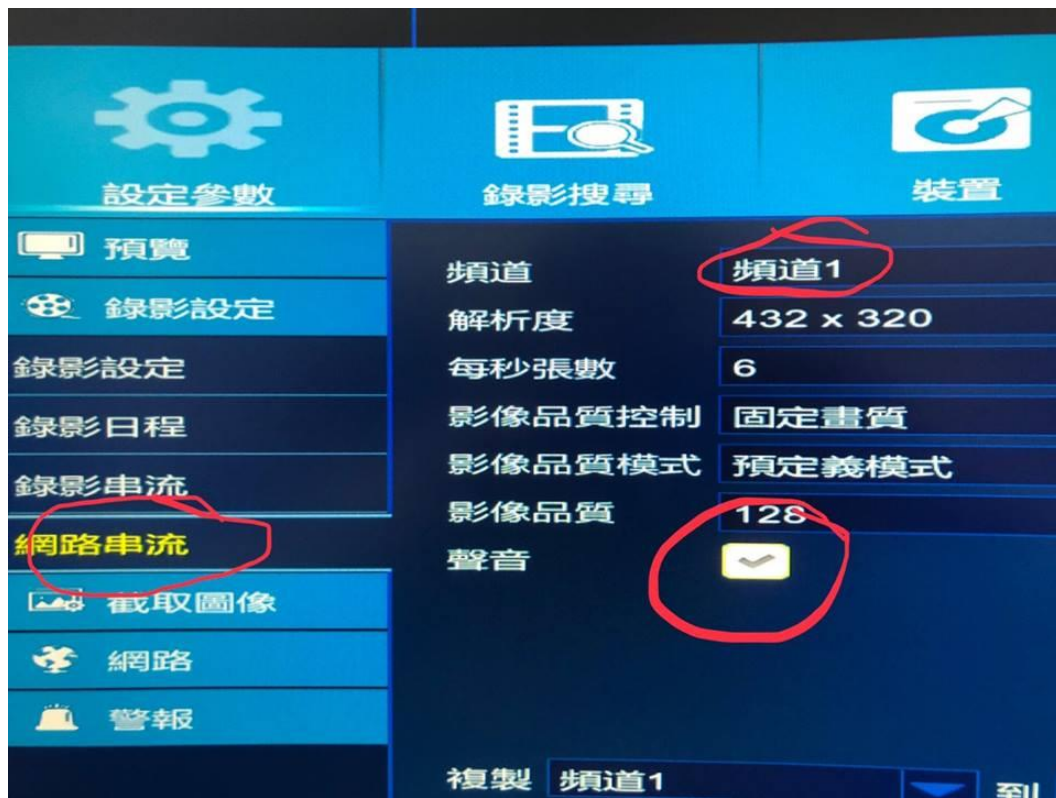 設定參數
錄影搜尋
裝置
預覽
錄影設定
錄影設定
錄影日程
錄影串流
網路串流
截取圖像
網路
警報
頻道 頻道1
解析度 432 x 320
每秒張數 6
影像品質控制 固定畫質
影像品質模式 預定義模式
影像品質 128
聲音
複製 頻道1 到